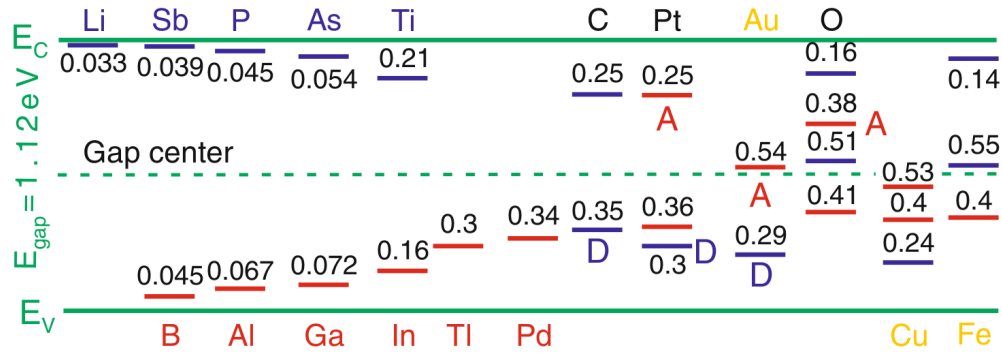 Li Sb P As Ti C Pt Au O
E_C
0.033 0.039 0.045 0.054 0.21 0.25 0.25 0.16 0.14
A
0.38
A
Gap center
0.54 0.51 0.55
A
0.53
0.3 0.34 0.35 0.36 0.41 0.4 0.4
D
0.16 0.3 D 0.29 0.24
D
0.045 0.067 0.072
E_V
B Al Ga In Tl Pd Cu Fe
E_gap = 1.12 eV